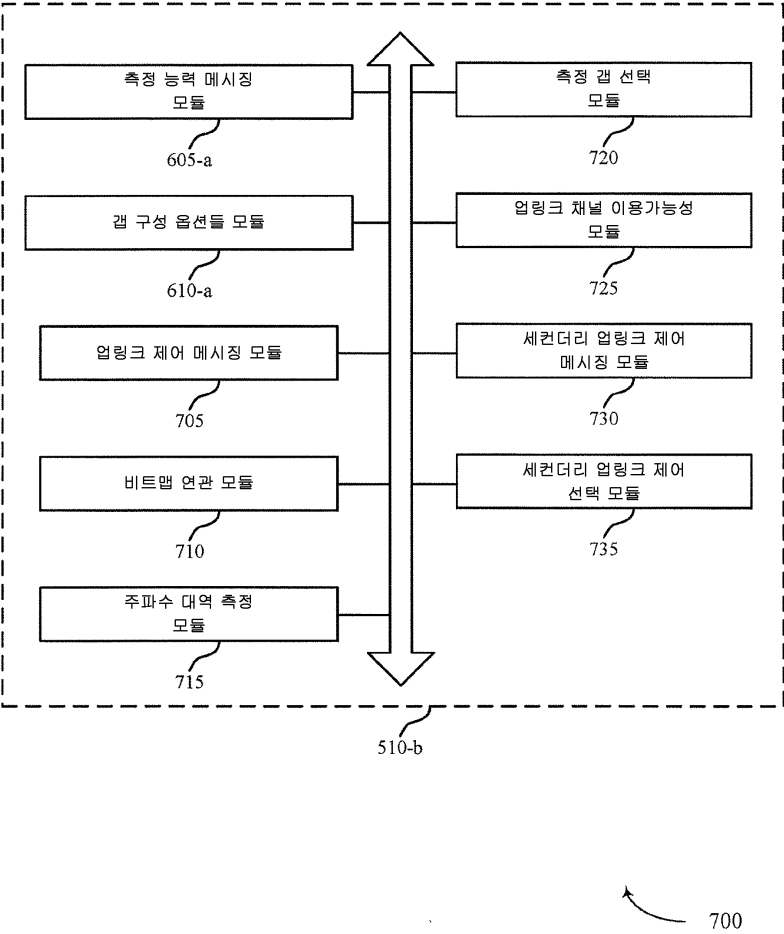 측정 능력 메시징
모듈
605-a
갭 구성 옵션들 모듈
610-a
업링크 제어 메시징 모듈
705
비트맵 연관 모듈
710
주파수 대역 측정
모듈
715
측정 갭 선택
모듈
720
업링크 채널 이용가능성
모듈
725
세컨더리 업링크 제어
메시징 모듈
730
세컨더리 업링크 제어
선택 모듈
735
510-b
700